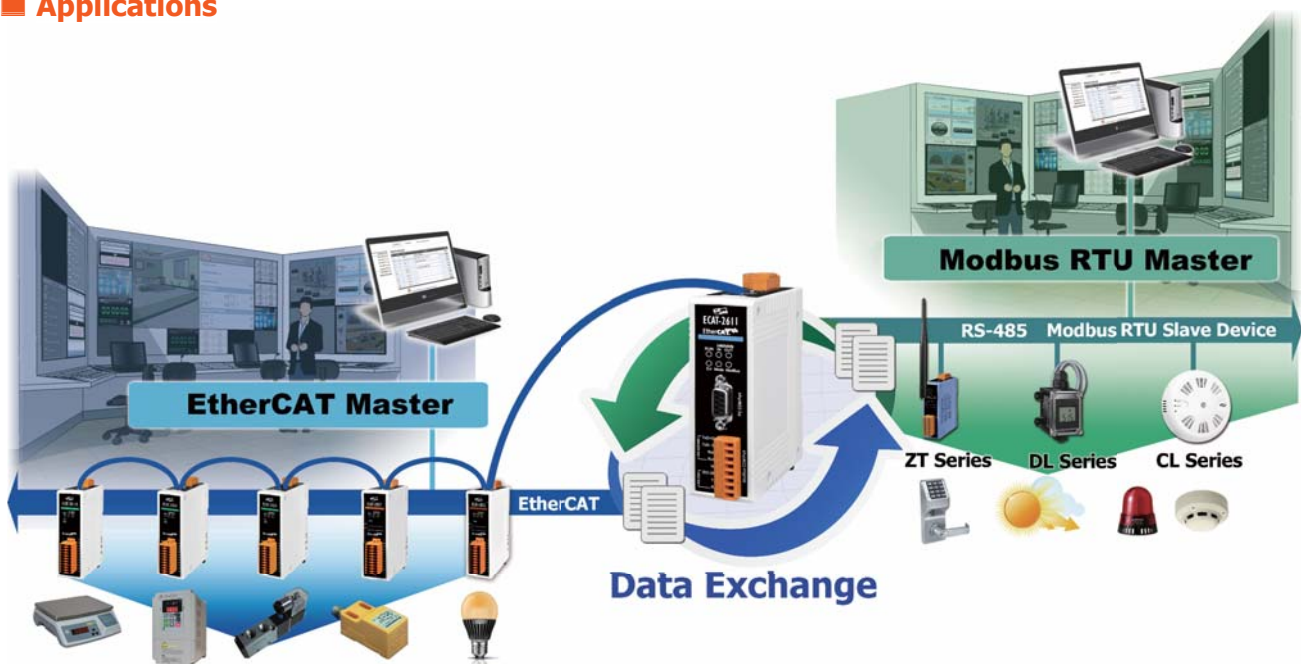 Applications
Modbus RTU Master
ECAT-2611
EtherCAT
RS-485 Modbus RTU Slave Device
EtherCAT Master
ZT Series
DL Series
CL Series
EtherCAT
Data Exchange